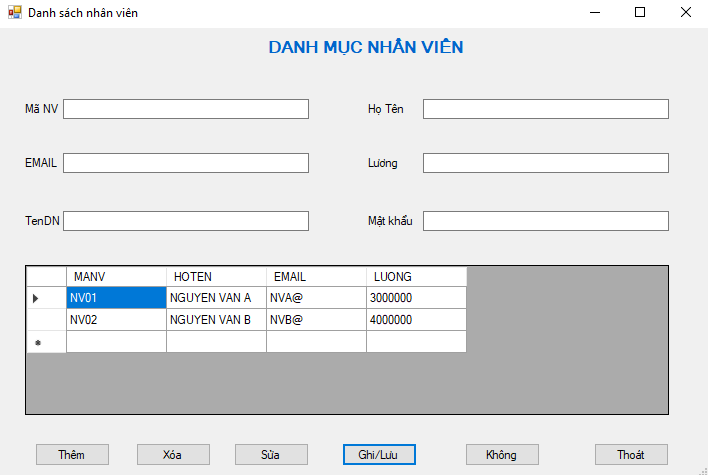 Danh sách nhân viên
DANH MỤC NHÂN VIÊN
Mã NV Họ Tên
EMAIL Lương
TenDN Mật khẩu
MANV HOTEN EMAIL LUONG
NV01 NGUYEN VAN A NVA@ 3000000
NV02 NGUYEN VAN B NVB@ 4000000
Thêm Xóa Sửa Ghi/Lưu Không Thoát